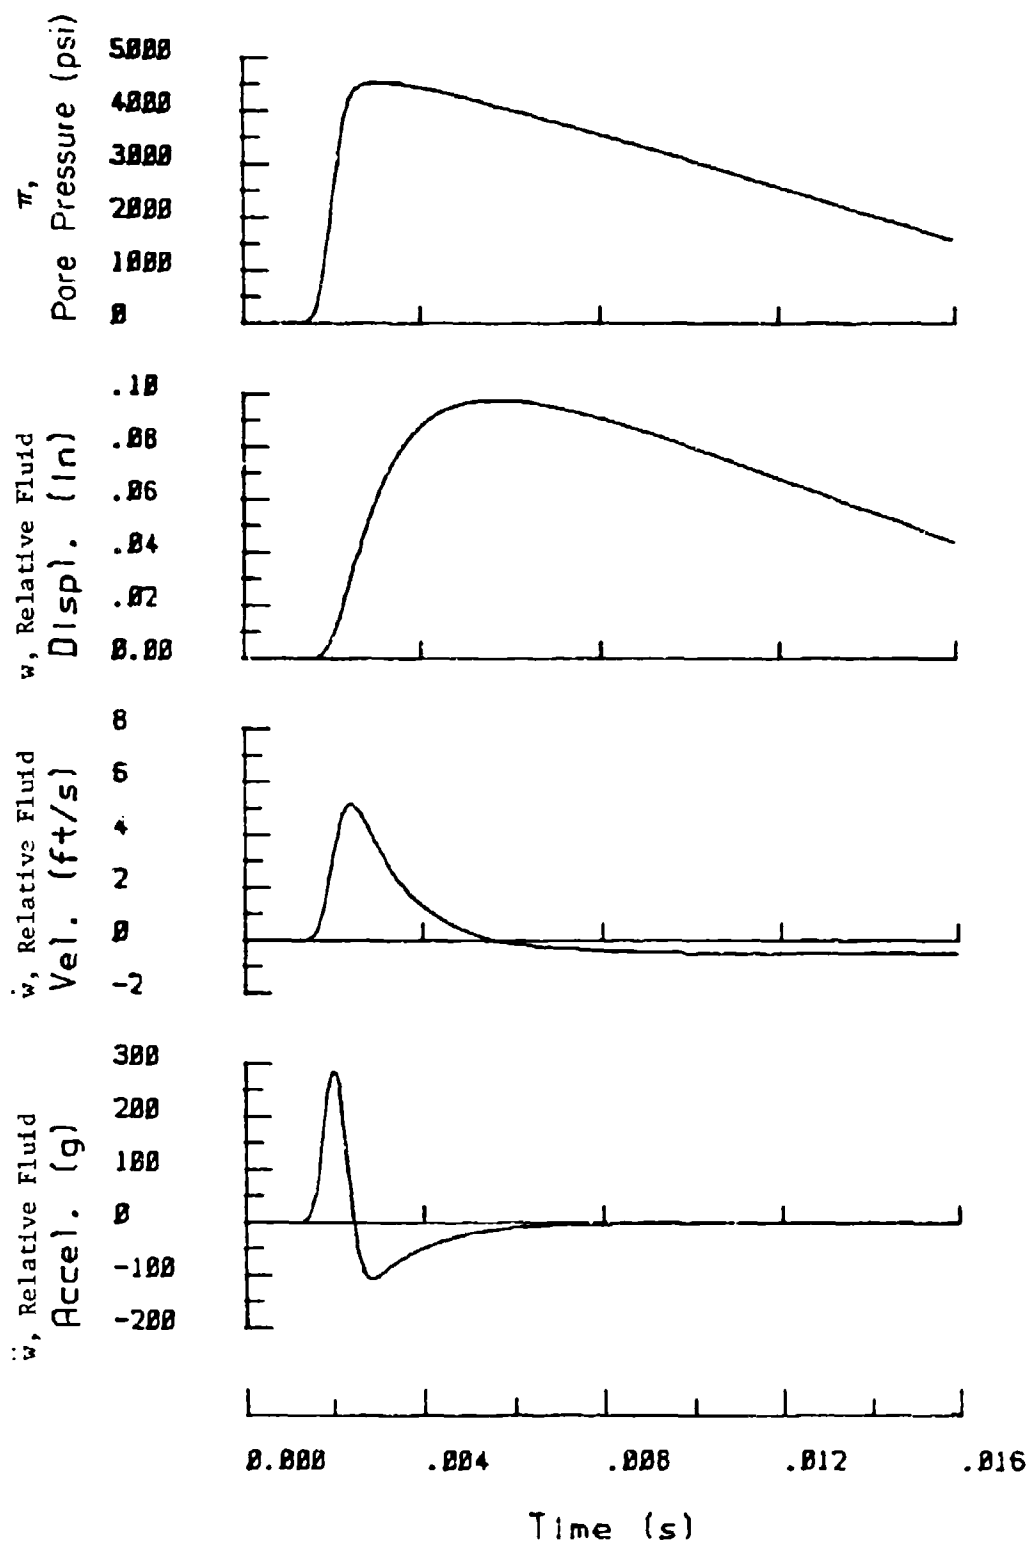 π,
Pore Pressure (psi)
5000
4000
3000
2000
1000
0
w, Relative Fluid
Displ. (in)
.10
.08
.06
.04
.02
0.00
ẇ, Relative Fluid
Vel. (ft/s)
8
6
4
2
0
-2
ẅ, Relative Fluid
Accel. (g)
300
200
100
0
-100
-200
0.000 .004 .008 .012 .016
Time (s)